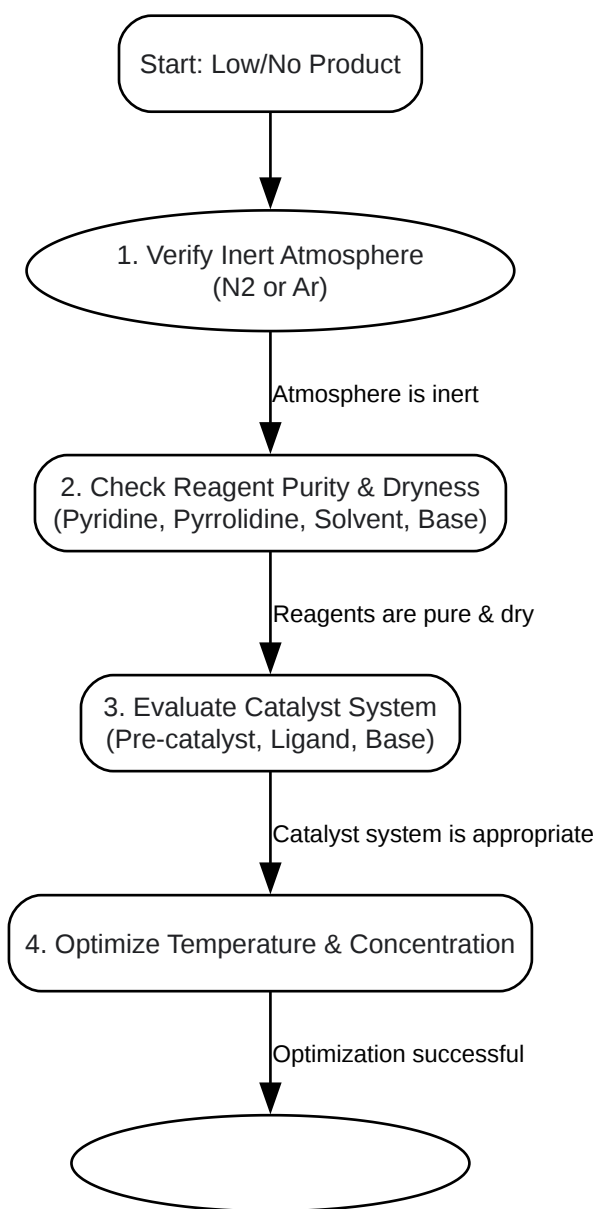 Start: Low/No Product
1. Verify Inert Atmosphere
(N2 or Ar)
Atmosphere is inert
2. Check Reagent Purity & Dryness
(Pyridine, Pyrrolidine, Solvent, Base)
Reagents are pure & dry
3. Evaluate Catalyst System
(Pre-catalyst, Ligand, Base)
Catalyst system is appropriate
4. Optimize Temperature & Concentration
Optimization successful